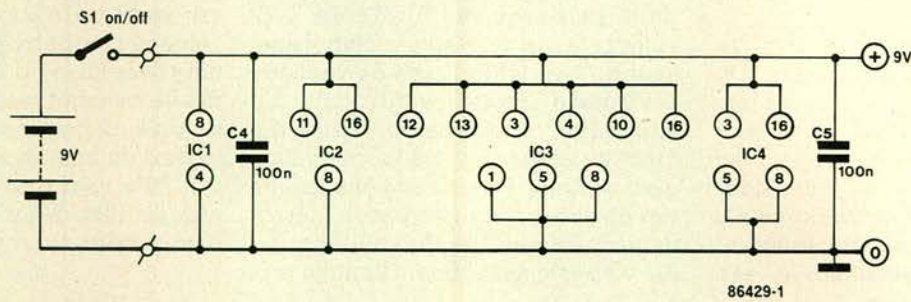 S1 on/off
9V
8
IC1
4
C4
100n
11 16
IC2
8
12 13 3 4 10 16
IC3
1 5 8
3 16
IC4
5 8
C5
100n
+ 9V
0
86429-1